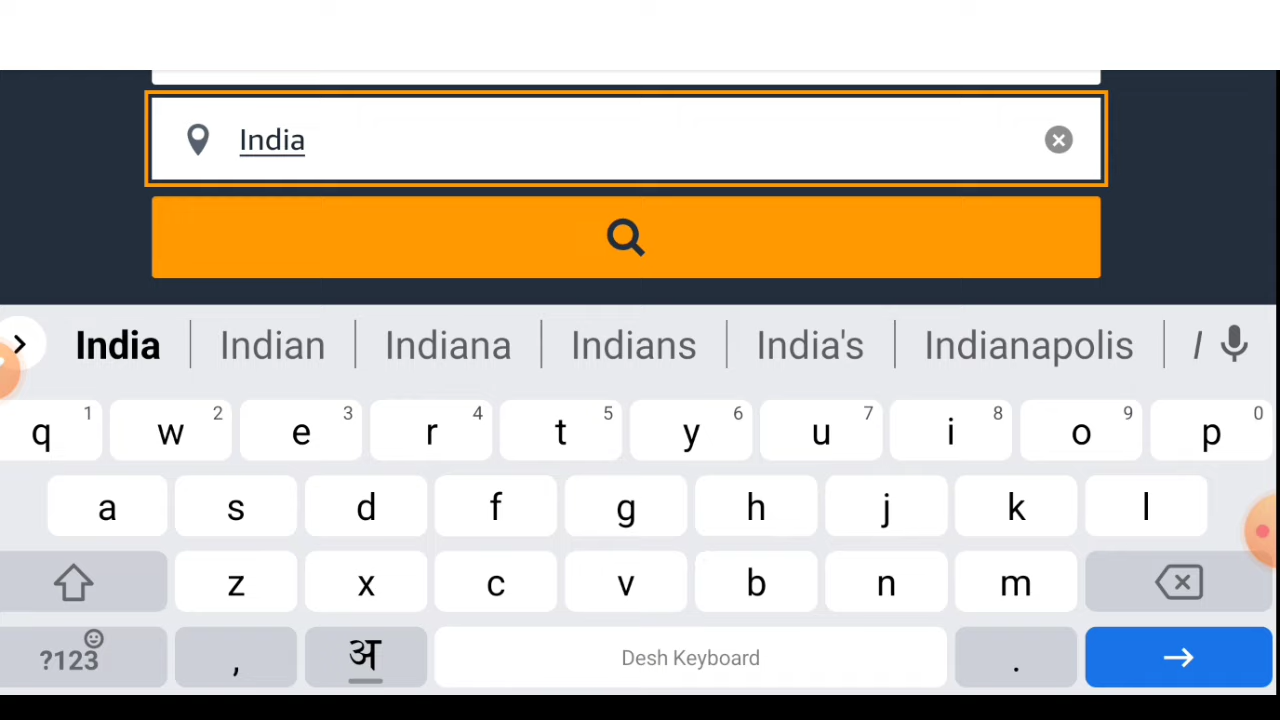 India
India Indian Indiana Indians India's Indianapolis I
q 1 w 2 e 3 r 4 t 5 y 6 u 7 i 8 o 9 p 0
a s d f g h j k l
z x c v b n m
?123 , अ Desh Keyboard .